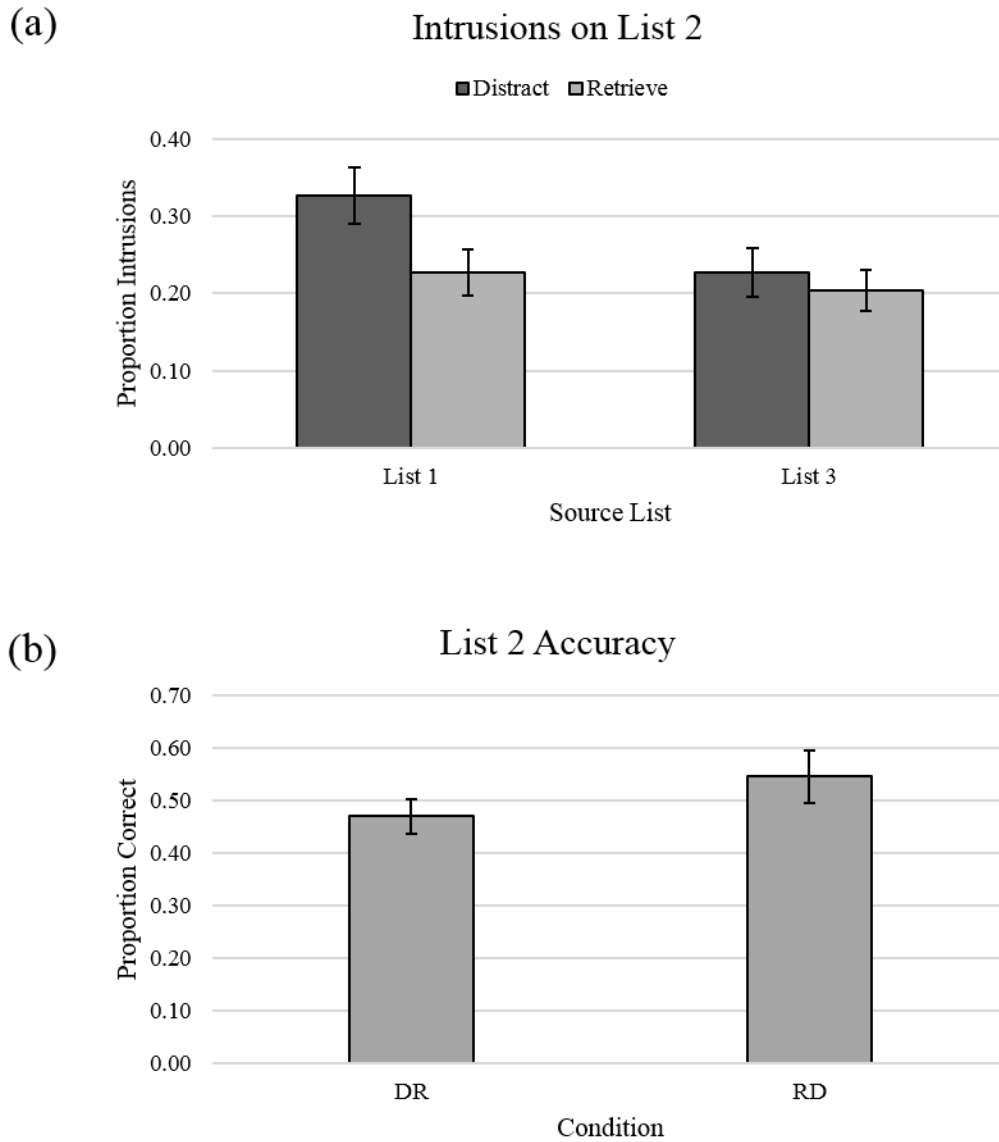 (a)
Intrusions on List 2
Distract Retrieve
0.40
0.30
0.20
0.10
0.00
Proportion Intrusions
List 1 List 3
Source List
(b)
List 2 Accuracy
0.70
0.60
0.50
0.40
0.30
0.20
0.10
0.00
Proportion Correct
DR RD
Condition